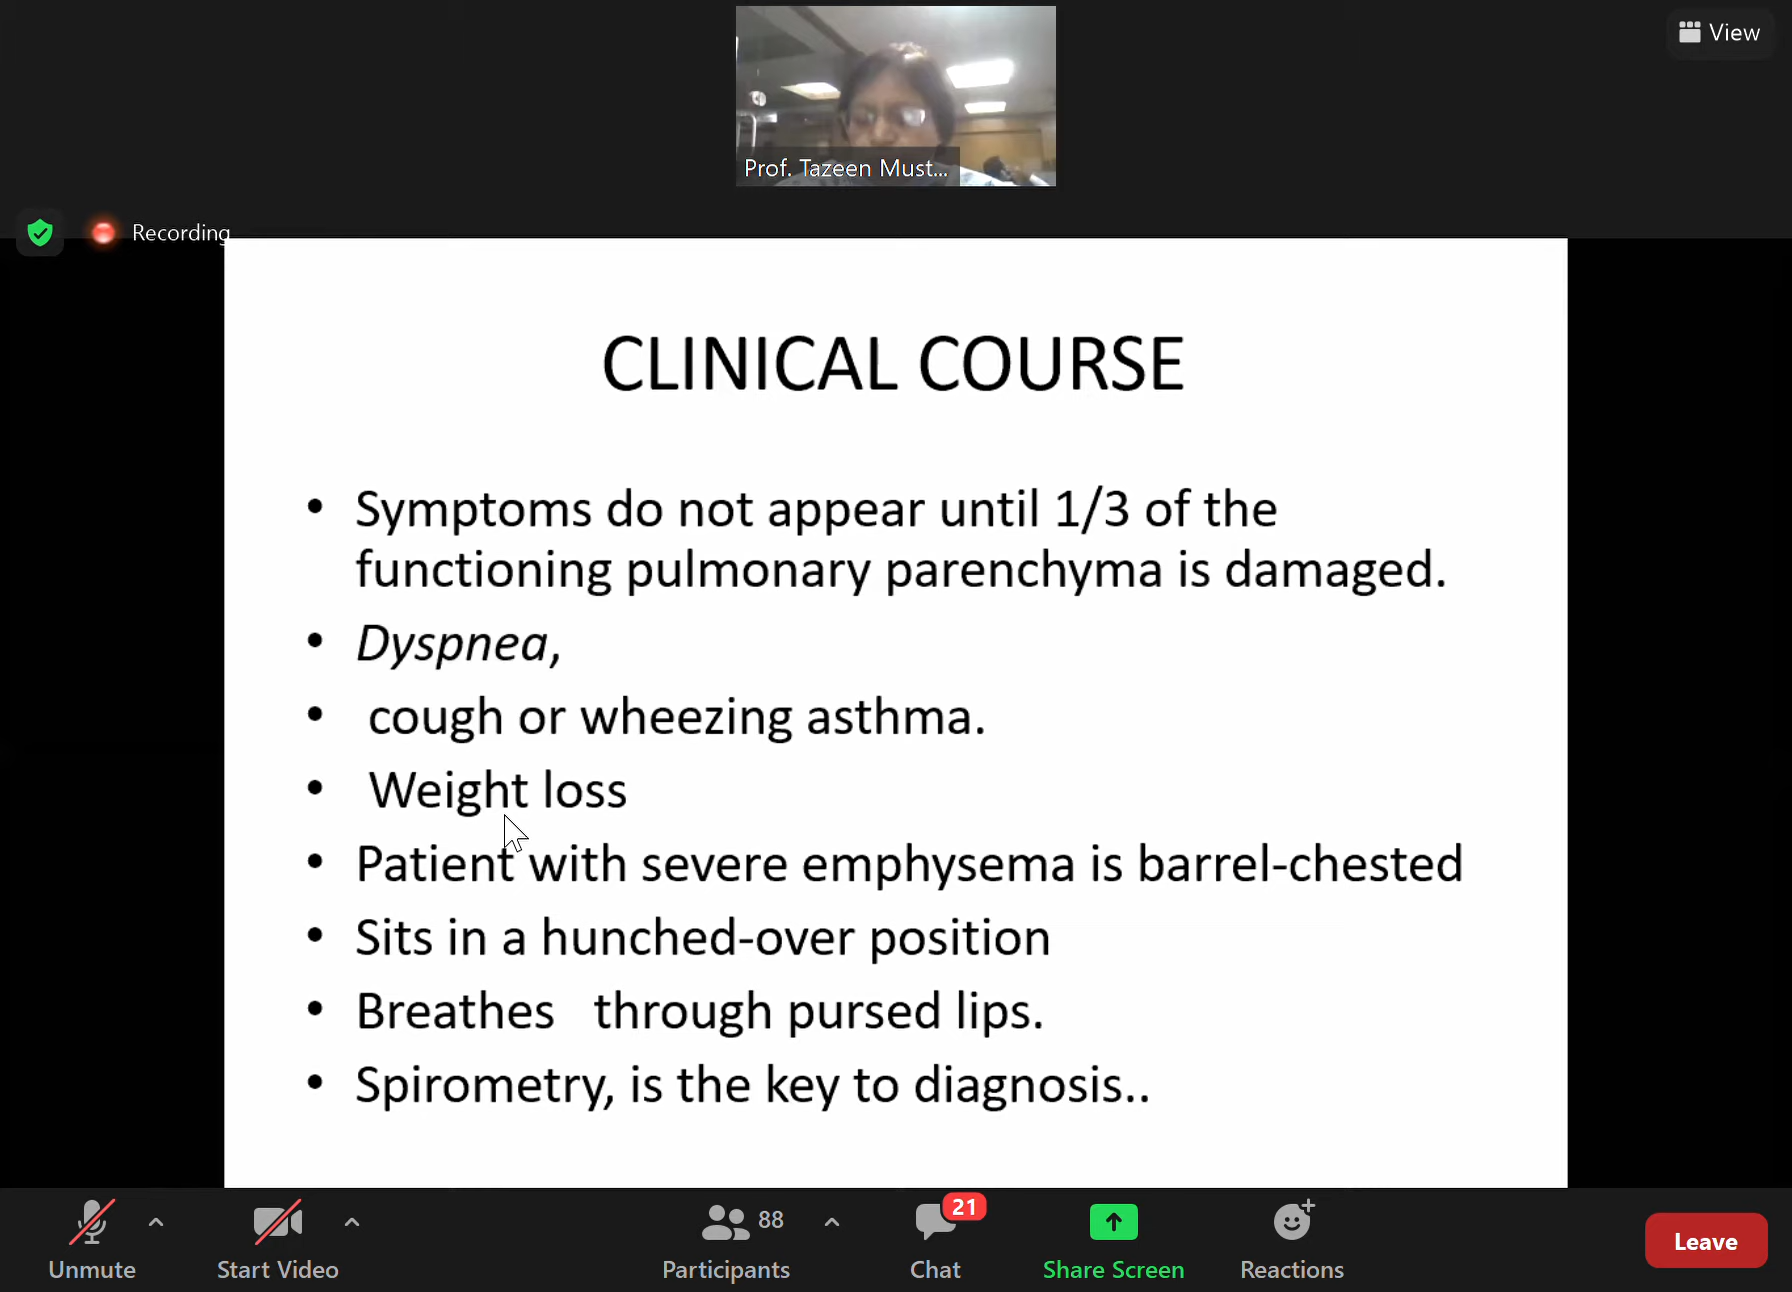 View
Prof. Tazeen Must...
Recording
CLINICAL COURSE
• Symptoms do not appear until 1/3 of the
functioning pulmonary parenchyma is damaged.
• Dyspnea,
• cough or wheezing asthma.
• Weight loss
• Patient with severe emphysema is barrel-chested
• Sits in a hunched-over position
• Breathes through pursed lips.
• Spirometry, is the key to diagnosis..
88
21
Unmute
Start Video
Participants
Chat
Share Screen
Reactions
Leave